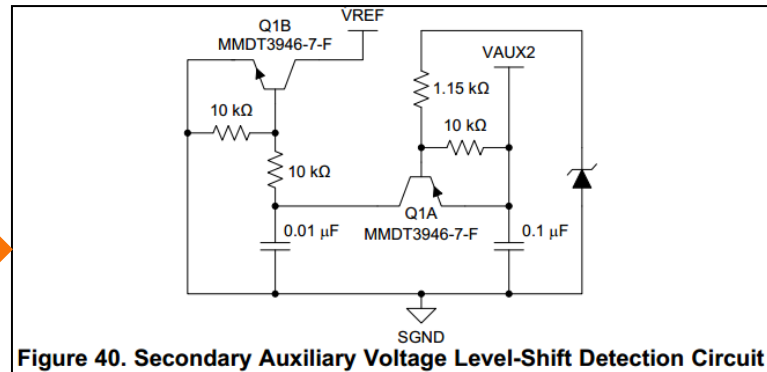 Q1B
MMDT3946-7-F
VREF
VAUX2
1.15 kΩ
10 kΩ
10 kΩ
10 kΩ
Q1A
MMDT3946-7-F
0.01 μF
0.1 μF
SGND
Figure 40. Secondary Auxiliary Voltage Level-Shift Detection Circuit